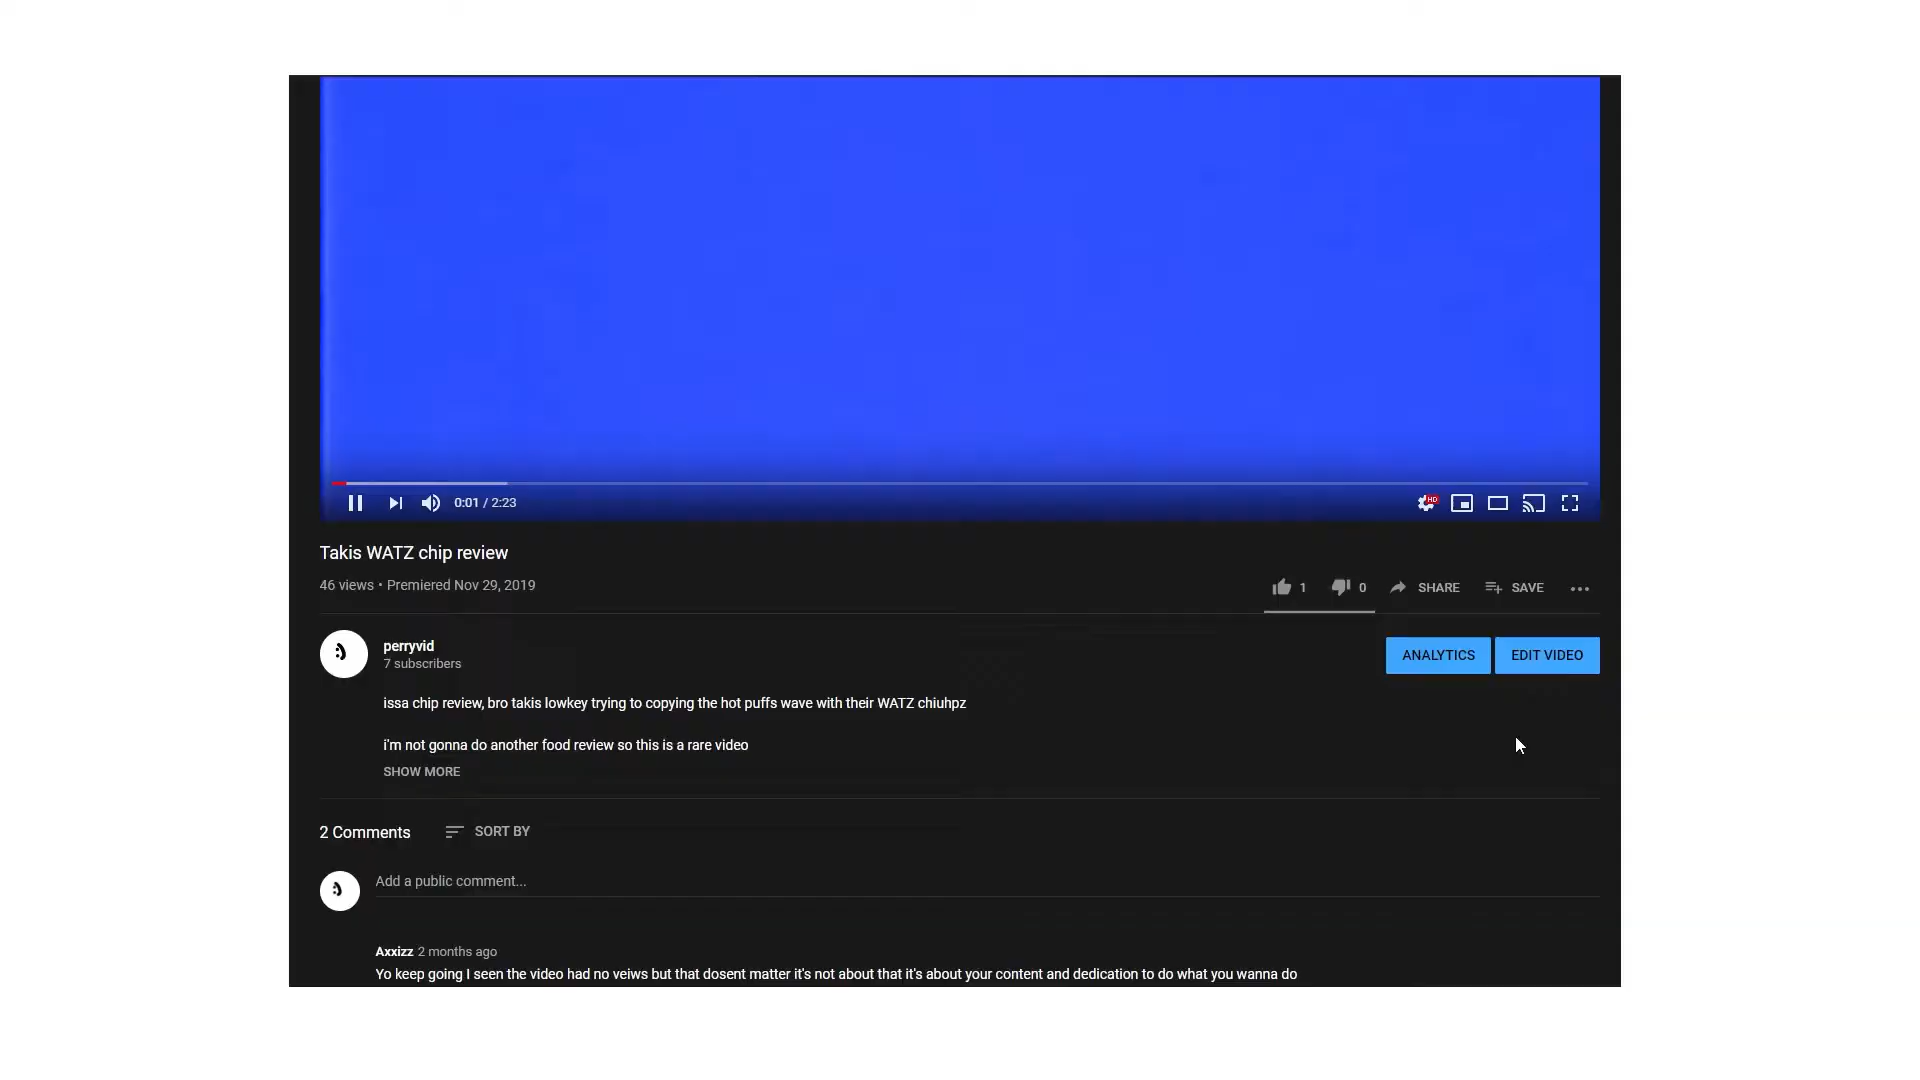 HD
0:01 / 2:23
Takis WATZ chip review
46 views • Premiered Nov 29, 2019
1 0 SHARE SAVE
perryvid
7 subscribers
ANALYTICS EDIT VIDEO
issa chip review, bro takis lowkey trying to copying the hot puffs wave with their WATZ chiuhpz
i'm not gonna do another food review so this is a rare video
SHOW MORE
2 Comments SORT BY
Add a public comment...
Axxizz 2 months ago
Yo keep going I seen the video had no veiws but that dosent matter it's not about that it's about your content and dedication to do what you wanna do